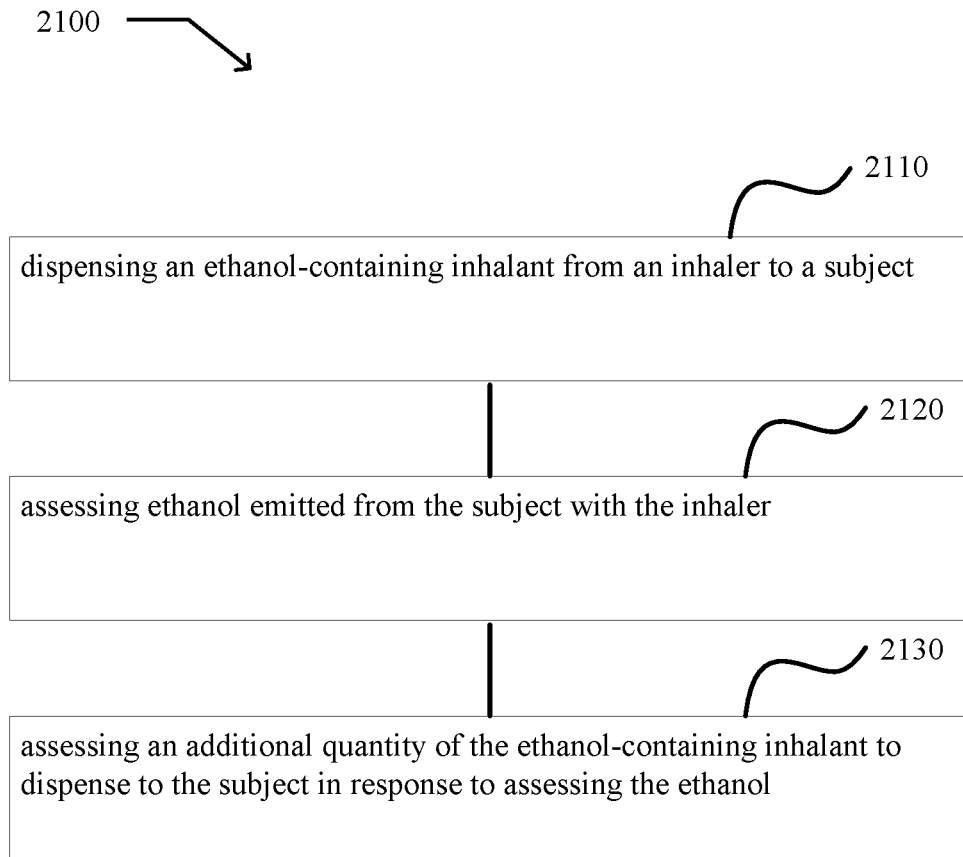 2100
2110
dispensing an ethanol-containing inhalant from an inhaler to a subject
2120
assessing ethanol emitted from the subject with the inhaler
2130
assessing an additional quantity of the ethanol-containing inhalant to
dispense to the subject in response to assessing the ethanol